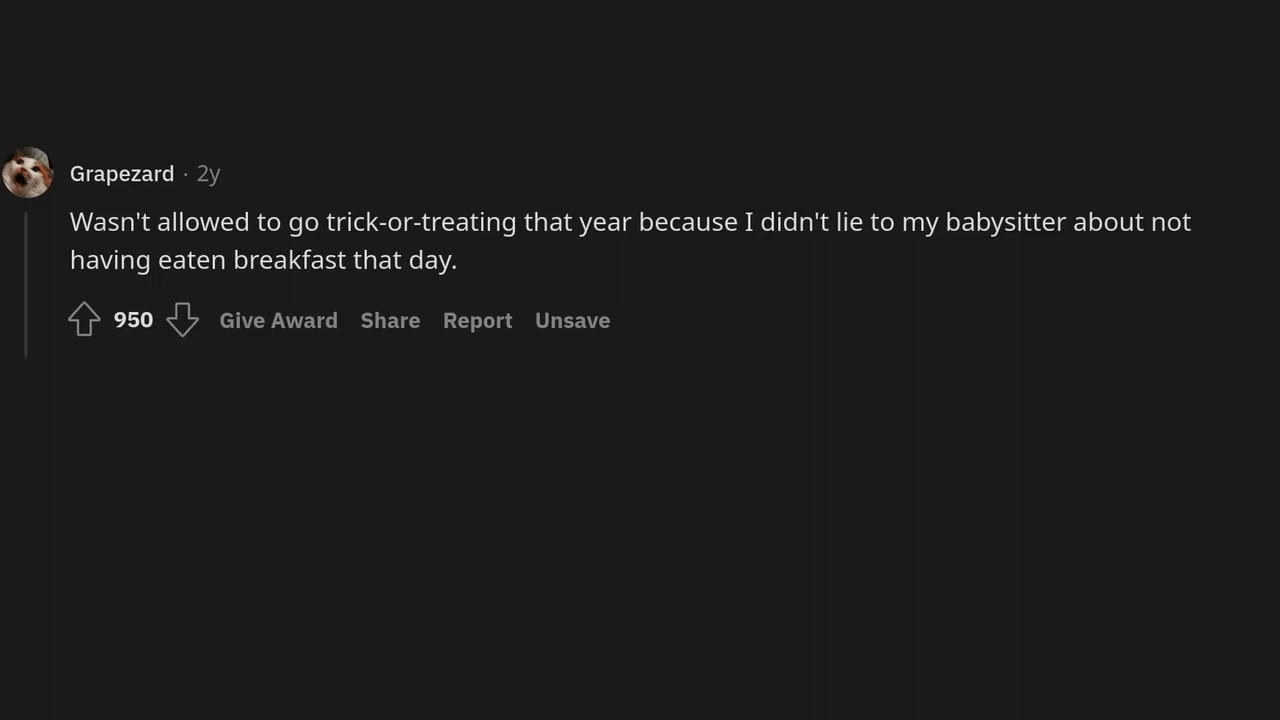 Grapezard · 2y
Wasn't allowed to go trick-or-treating that year because I didn't lie to my babysitter about not
having eaten breakfast that day.
950 Give Award Share Report Unsave